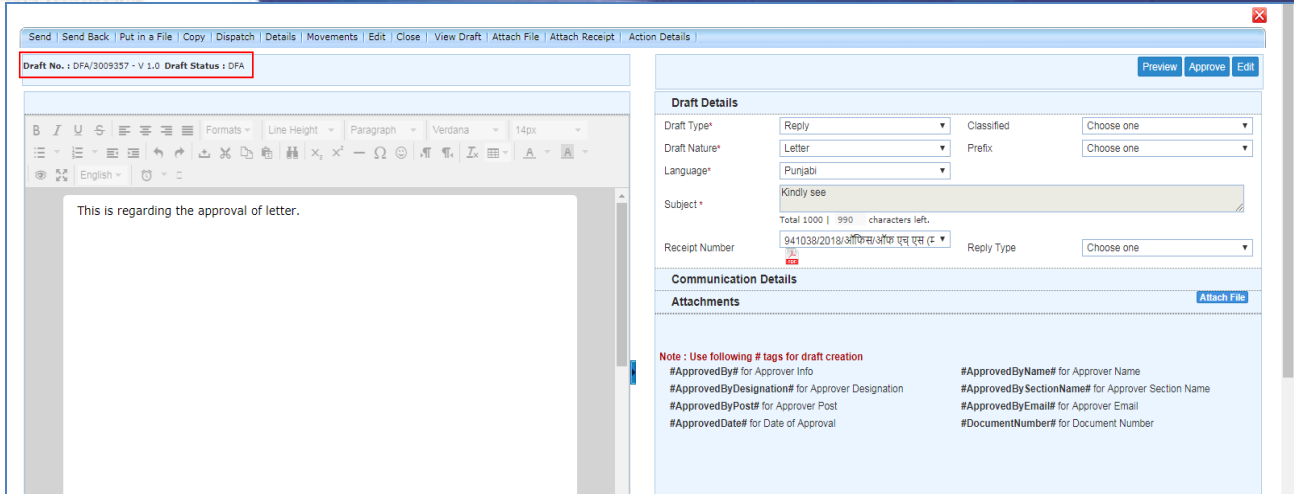 Send | Send Back | Put in a File | Copy | Dispatch | Details | Movements | Edit | Close | View Draft | Attach File | Attach Receipt | Action Details |
Draft No. : DFA/3009357 - V 1.0 Draft Status : DFA
Preview Approve Edit
Formats Line Height Paragraph Verdana 14px
English
This is regarding the approval of letter.
Draft Details
Draft Type* Reply Classified Choose one
Draft Nature* Letter Prefix Choose one
Language* Punjabi
Subject * Kindly see
Total 1000 | 990 characters left.
Receipt Number 941038/2018/ऑफिस/ऑफ एच् एस Reply Type Choose one
Communication Details
Attachments Attach File
Note : Use following # tags for draft creation
#ApprovedBy# for Approver Info #ApprovedByName# for Approver Name
#ApprovedByDesignation# for Approver Designation #ApprovedBySectionName# for Approver Section Name
#ApprovedByPost# for Approver Post #ApprovedByEmail# for Approver Email
#ApprovedDate# for Date of Approval #DocumentNumber# for Document Number